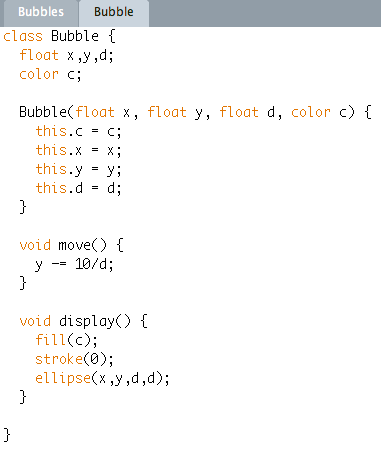 Bubbles Bubble
class Bubble {
  float x,y,d;
  color c;

  Bubble(float x, float y, float d, color c) {
    this.c = c;
    this.x = x;
    this.y = y;
    this.d = d;
  }

  void move() {
    y -= 10/d;
  }

  void display() {
    fill(c);
    stroke(0);
    ellipse(x,y,d,d);
  }

}